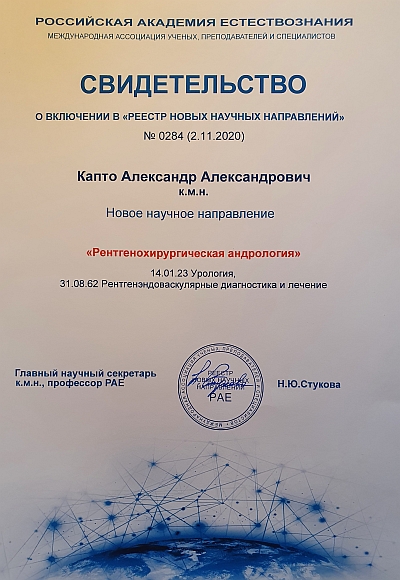 РОССИЙСКАЯ АКАДЕМИЯ ЕСТЕСТВОЗНАНИЯ
МЕЖДУНАРОДНАЯ АССОЦИАЦИЯ УЧЕНЫХ, ПРЕПОДАВАТЕЛЕЙ И СПЕЦИАЛИСТОВ
СВИДЕТЕЛЬСТВО
О ВКЛЮЧЕНИИ В «РЕЕСТР НОВЫХ НАУЧНЫХ НАПРАВЛЕНИЙ»
№ 0284 (2.11.2020)
Капто Александр Александрович
к.м.н.
Новое научное направление
«Рентгенохирургическая андрология»
14.01.23 Урология,
31.08.62 Рентгенэндоваскулярные диагностика и лечение
Главный научный секретарь
к.м.н., профессор РАЕ
РЕЕСТР
НОВЫХ НАУЧНЫХ
НАПРАВЛЕНИЙ
РАЕ
Н.Ю.Стукова